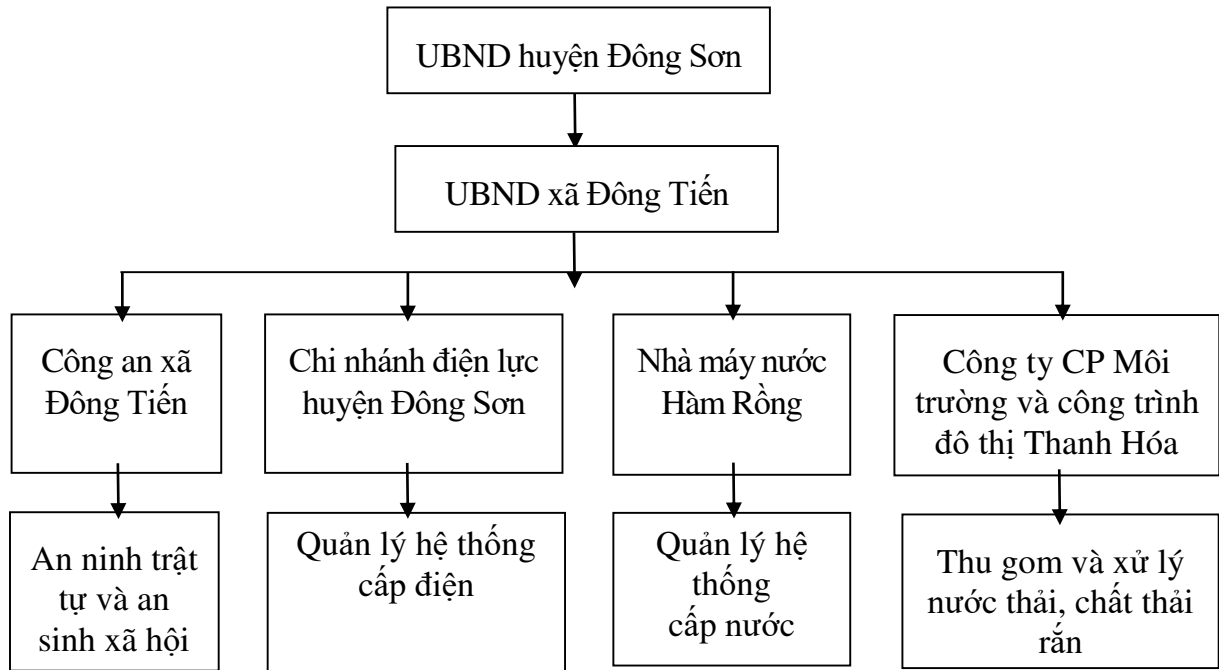 UBND huyện Đông Sơn
UBND xã Đông Tiến
Công an xã
Đông Tiến
Chi nhánh điện lực
huyện Đông Sơn
Nhà máy nước
Hàm Rồng
Công ty CP Môi
trường và công trình
đô thị Thanh Hóa
An ninh trật
tự và an
sinh xã hội
Quản lý hệ thống
cấp điện
Quản lý hệ
thống
cấp nước
Thu gom và xử lý
nước thải, chất thải
rắn